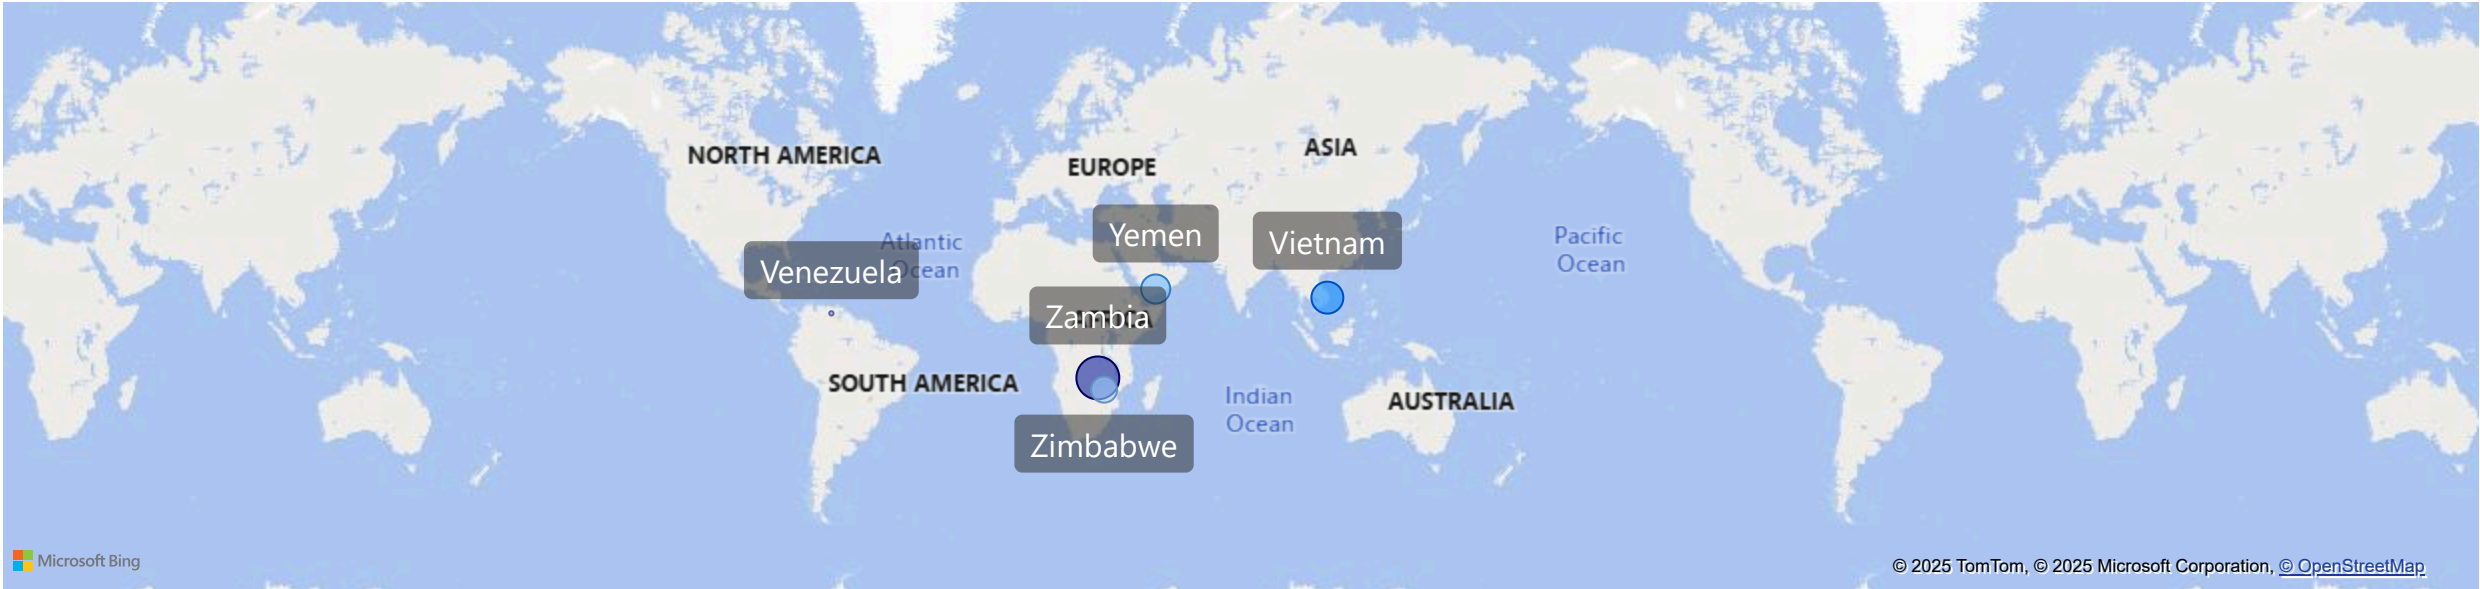 NORTH AMERICA
EUROPE
ASIA
Atlantic
Ocean
Yemen
Vietnam
Pacific
Ocean
Venezuela
AFRICA
Zambia
SOUTH AMERICA
Indian
Ocean
AUSTRALIA
Zimbabwe
Microsoft Bing
© 2025 TomTom, © 2025 Microsoft Corporation, © OpenStreetMap